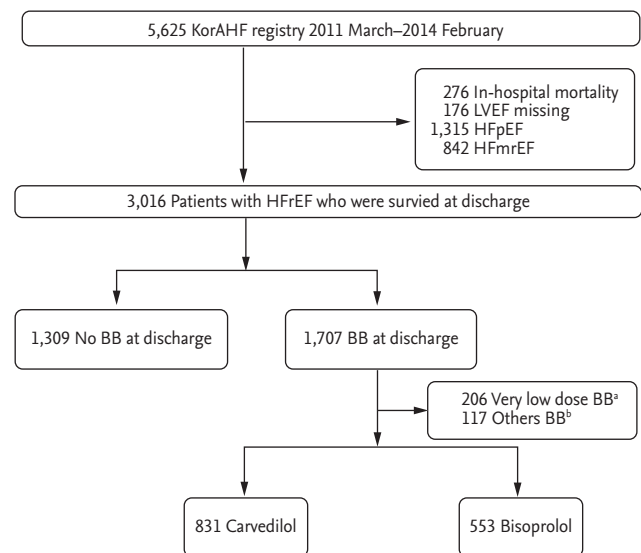 5,625 KorAHF registry 2011 March–2014 February
276 In-hospital mortality
176 LVEF missing
1,315 HFpEF
842 HFmrEF
3,016 Patients with HFrEF who were survied at discharge
1,309 No BB at discharge
1,707 BB at discharge
206 Very low dose BBᵃ
117 Others BBᵇ
831 Carvedilol
553 Bisoprolol